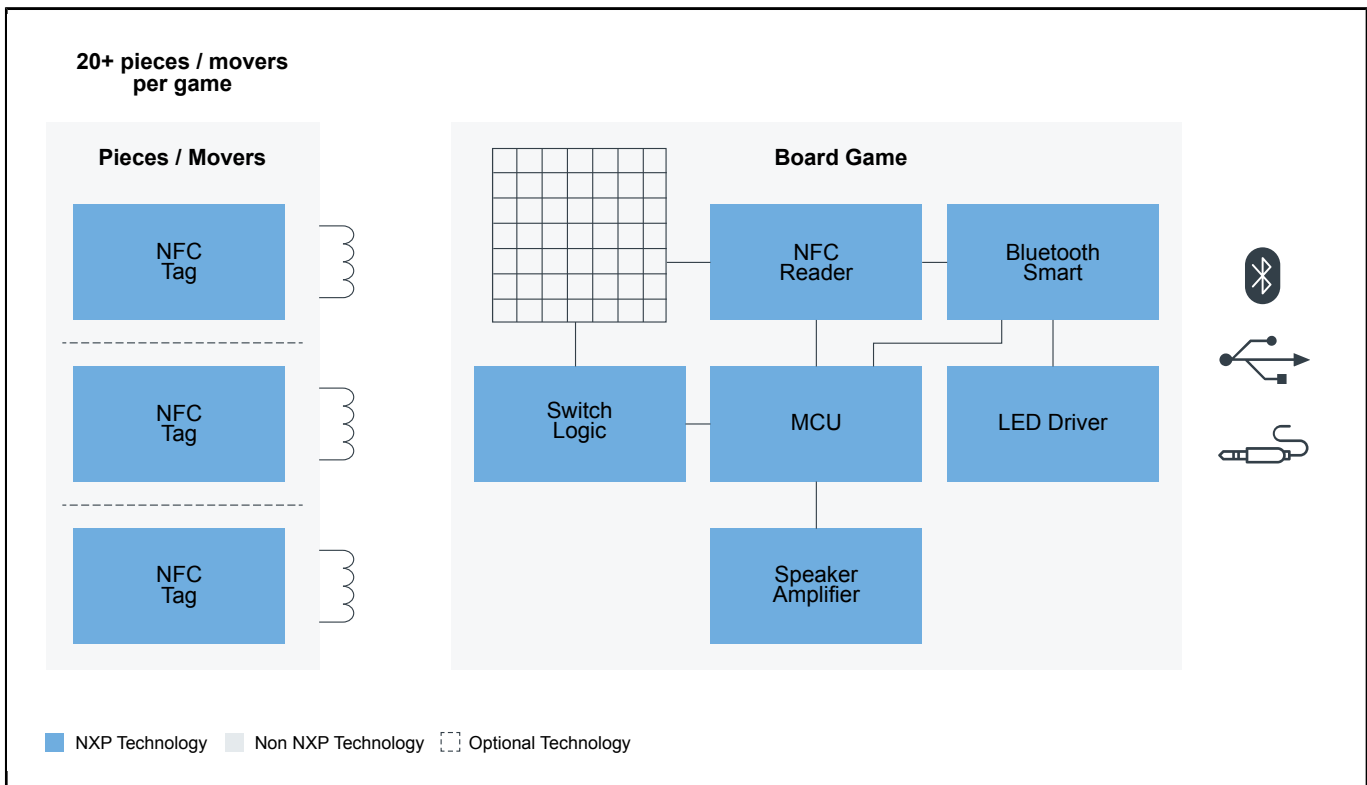 20+ pieces / movers
per game
Pieces / Movers
NFC
Tag
NFC
Tag
NFC
Tag
Board Game
NFC
Reader
Bluetooth
Smart
Switch
Logic
MCU
LED Driver
Speaker
Amplifier
NXP Technology
Non NXP Technology
Optional Technology